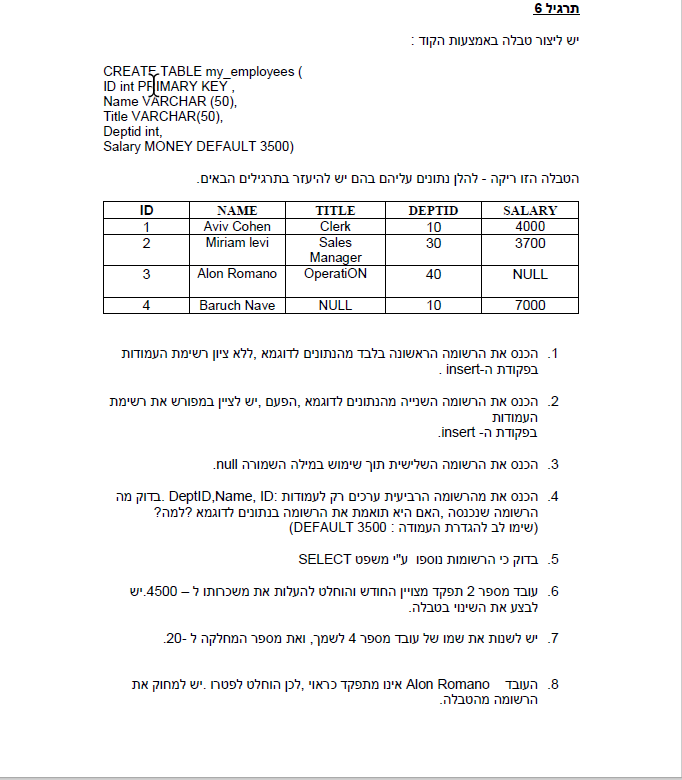 תרגיל 6
יש ליצור טבלה באמצעות הקוד :
CREATE TABLE my_employees (
ID int PRIMARY KEY ,
Name VARCHAR (50),
Title VARCHAR(50),
Deptid int,
Salary MONEY DEFAULT 3500)
הטבלה הזו ריקה - להלן נתונים עליהם בהם יש להיעזר בתרגילים הבאים.
ID NAME TITLE DEPTID SALARY
1 Aviv Cohen Clerk 10 4000
2 Miriam levi Sales Manager 30 3700
3 Alon Romano OperatiON 40 NULL
4 Baruch Nave NULL 10 7000
1. הכנס את הרשומה הראשונה בלבד מהנתונים לדוגמא ,ללא ציון רשימת העמודות
בפקודת ה-insert .
2. הכנס את הרשומה השנייה מהנתונים לדוגמא ,הפעם ,יש לציין במפורש את רשימת
העמודות
בפקודת ה- insert.
3. הכנס את הרשומה השלישית תוך שימוש במילה השמורה null.
4. הכנס את מהרשומה הרביעית ערכים רק לעמודות :DeptID,Name, ID .בדוק מה
הרשומה שנכנסה ,האם היא תואמת את הרשומה בנתונים לדוגמא ?למה?
(שימו לב להגדרת העמודה : DEFAULT 3500)
5. בדוק כי הרשומות נוספו ע"י משפט SELECT
6. עובד מספר 2 תפקד מצויין החודש והוחלט להעלות את משכרותו ל – 4500.יש
לבצע את השינוי בטבלה.
7. יש לשנות את שמו של עובד מספר 4 לשמך, ואת מספר המחלקה ל -20.
8. העובד Alon Romano אינו מתפקד כראוי ,לכן הוחלט לפטרו .יש למחוק את
הרשומה מהטבלה.